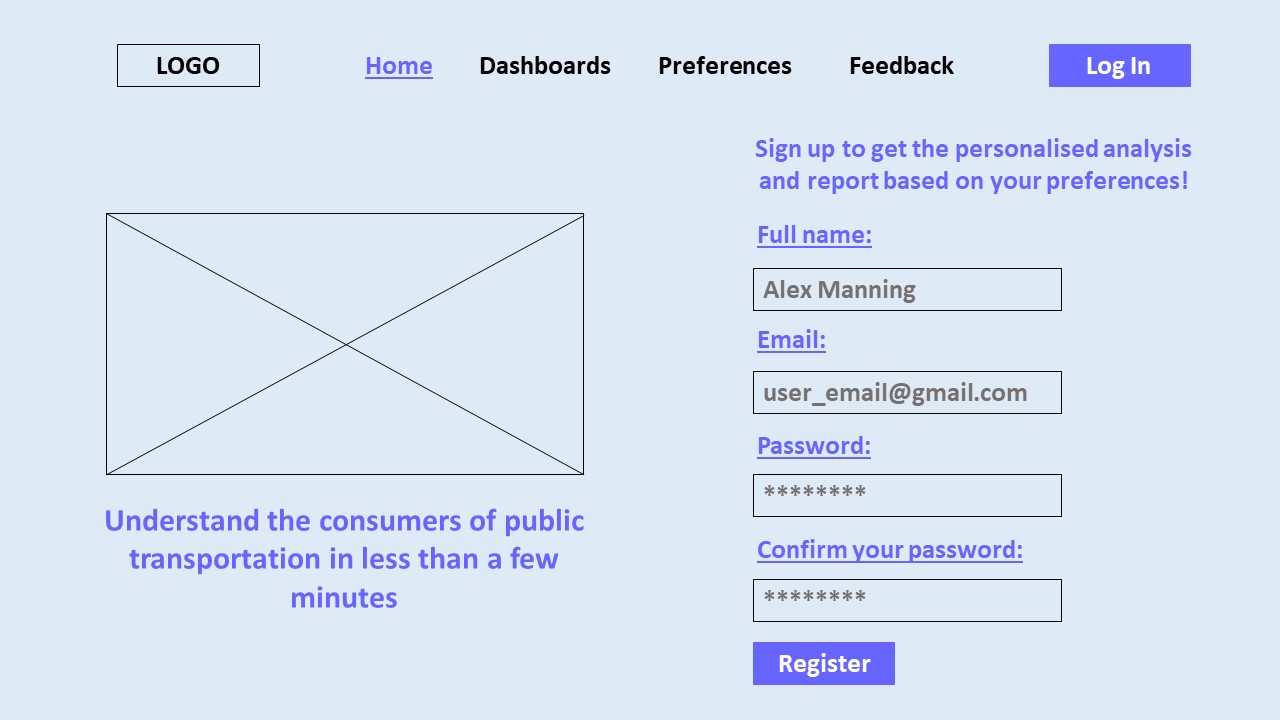 LOGO
Home
Dashboards
Preferences
Feedback
Log In
Sign up to get the personalised analysis
and report based on your preferences!
Full name:
Alex Manning
Email:
user_email@gmail.com
Password:
********
Confirm your password:
********
Register
Understand the consumers of public
transportation in less than a few
minutes